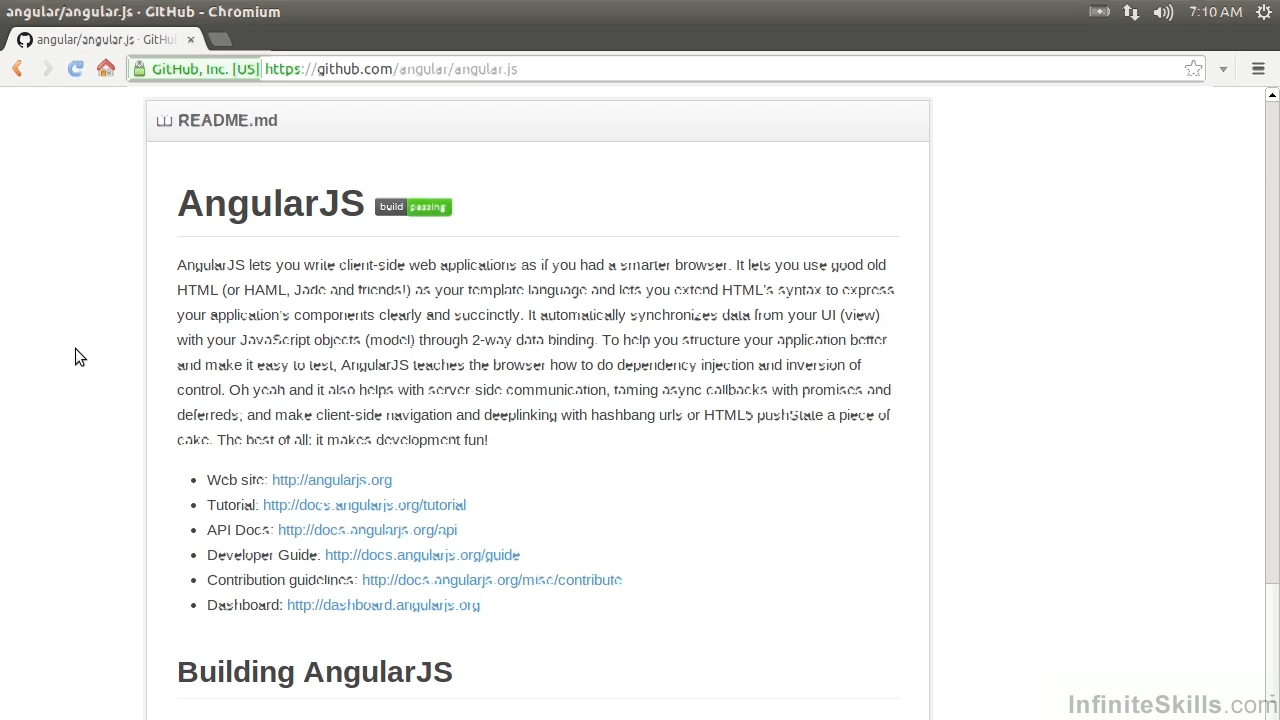 angular/angular.js · GitHub - Chromium
7:10 AM
angular/angular.js · GitHub
GitHub, Inc. [US] https://github.com/angular/angular.js
README.md
AngularJS build passing
AngularJS lets you write client-side web applications as if you had a smarter browser. It lets you use good old
HTML (or HAML, Jade and friends!) as your template language and lets you extend HTML's syntax to express
your application's components clearly and succinctly. It automatically synchronizes data from your UI (view)
with your JavaScript objects (model) through 2-way data binding. To help you structure your application better
and make it easy to test, AngularJS teaches the browser how to do dependency injection and inversion of
control. Oh yeah and it also helps with server-side communication, taming async callbacks with promises and
deferreds; and make client-side navigation and deeplinking with hashbang urls or HTML5 pushState a piece of
cake. The best of all: it makes development fun!
Web site: http://angularjs.org
Tutorial: http://docs.angularjs.org/tutorial
API Docs: http://docs.angularjs.org/api
Developer Guide: http://docs.angularjs.org/guide
Contribution guidelines: http://docs.angularjs.org/misc/contribute
Dashboard: http://dashboard.angularjs.org
Building AngularJS
InfiniteSkills.com